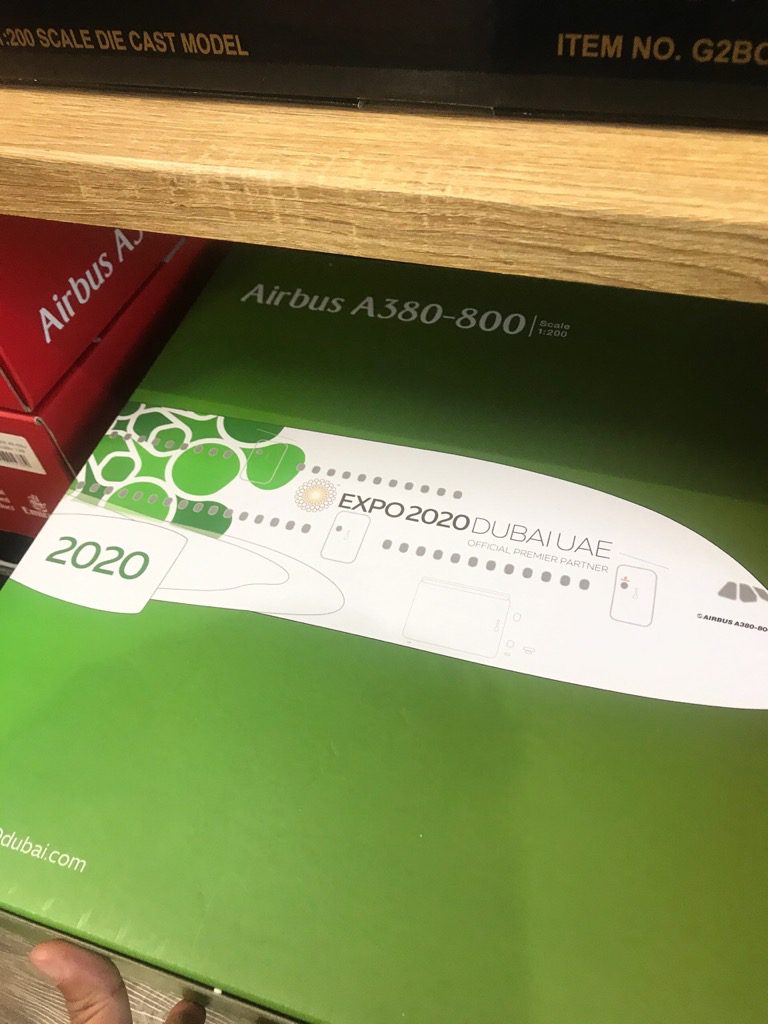 1:200 SCALE DIE CAST MODEL
ITEM NO. G2BC
Airbus A3
Airbus A380-800
Scale
1:200
EXPO 2020 DUBAI UAE
OFFICIAL PREMIER PARTNER
2020
AIRBUS A380-80
dubai.com